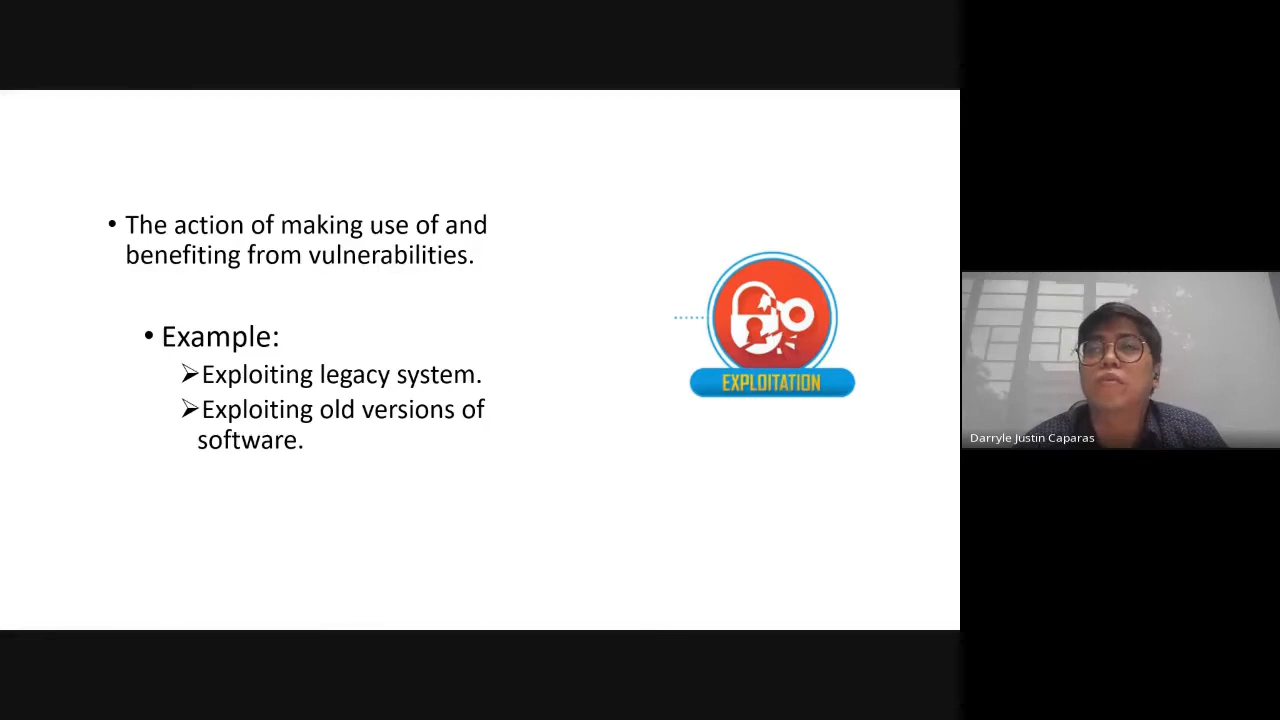 • The action of making use of and
benefiting from vulnerabilities.
• Example:
➢Exploiting legacy system.
➢Exploiting old versions of
software.
EXPLOITATION
Darryle Justin Caparas